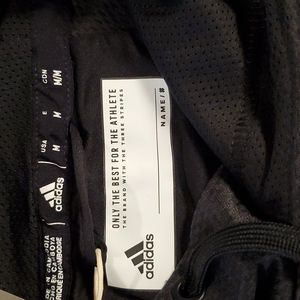 CDN M/M
E M
USA M
adidas
ONLY THE BEST FOR THE ATHLETE
THE BRAND WITH THE THREE STRIPES
NAME/#
adidas